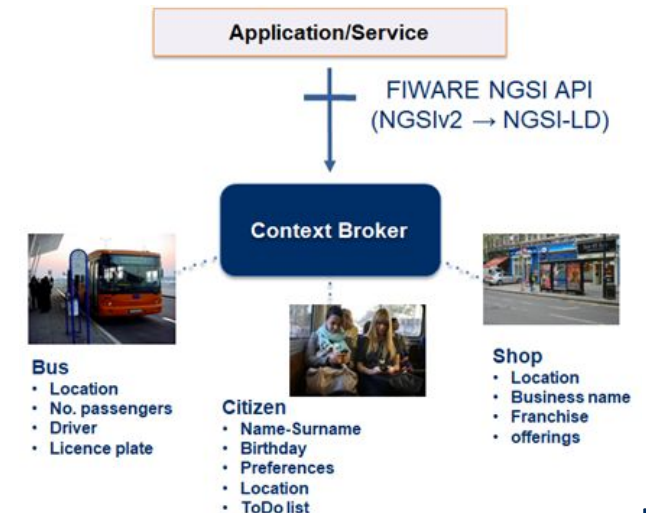 Application/Service
FIWARE NGSI API
(NGSIv2 → NGSI-LD)
Context Broker
Bus
• Location
• No. passengers
• Driver
• Licence plate
Citizen
• Name-Surname
• Birthday
• Preferences
• Location
• ToDo list
Shop
• Location
• Business name
• Franchise
• offerings